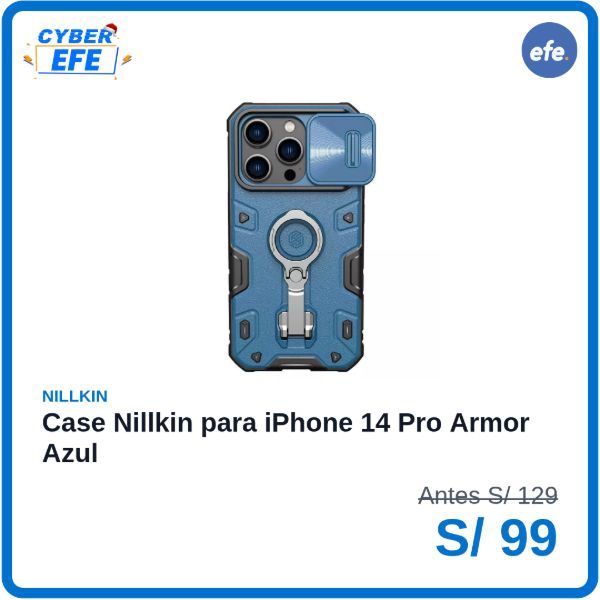 CYBER
EFE
efe.
NILLKIN
Case Nillkin para iPhone 14 Pro Armor
Azul
Antes S/ 129
S/ 99